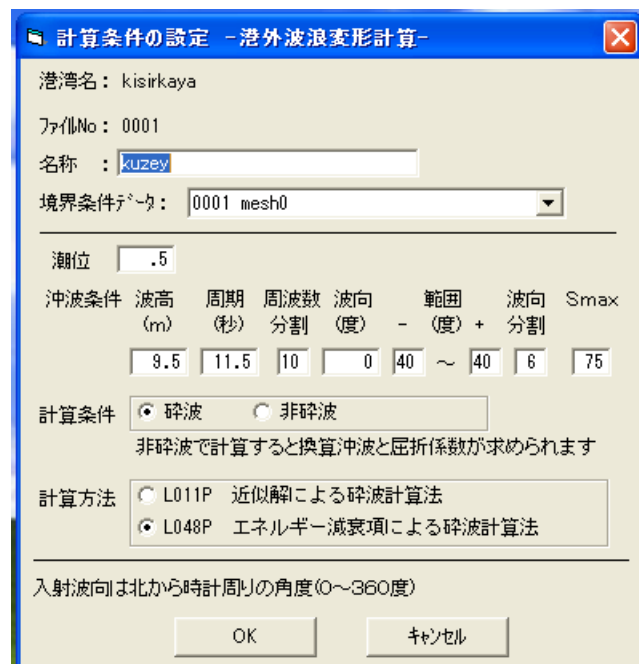 計算条件の設定 -港外波浪変形計算-
港湾名： kisirkaya
ﾌｧｲﾙNo： 0001
名称 ： kuzey
境界条件ﾃﾞｰﾀ： 0001 mesh0
潮位 .5
沖波条件 波高 周期 周波数 波向 範囲 波向 Smax
(m) (秒) 分割 (度) - (度) + 分割
9.5 11.5 10 0 40 ～ 40 6 75
計算条件 砕波 非砕波
非砕波で計算すると換算沖波と屈折係数が求められます
計算方法 L011P 近似解による砕波計算法
L048P エネルギー減衰項による砕波計算法
入射波向は北から時計周りの角度(0～360度)
OK ｷｬﾝｾﾙ